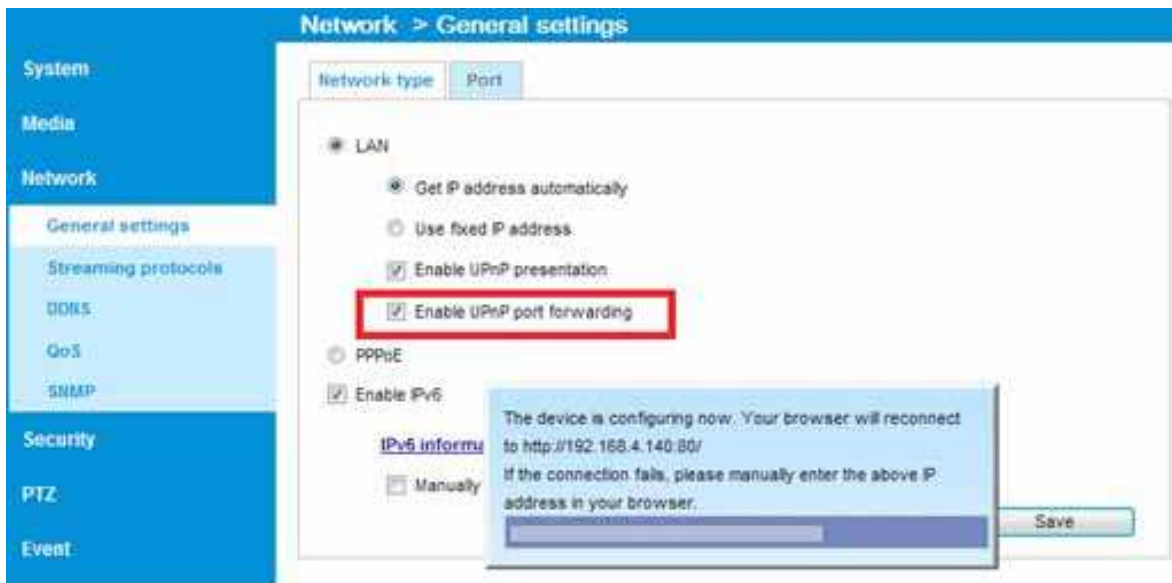 Network > General settings
System
Media
Network
General settings
Streaming protocols
DDNS
QoS
SNMP
Security
PTZ
Event
Network type
Port
LAN
Get IP address automatically
Use fixed IP address
Enable UPnP presentation
Enable UPnP port forwarding
PPPoE
Enable IPv6
IPv6 informa
Manually
The device is configuring now. Your browser will reconnect
to http://192.168.4.140:80/
If the connection fails, please manually enter the above IP
address in your browser.
Save